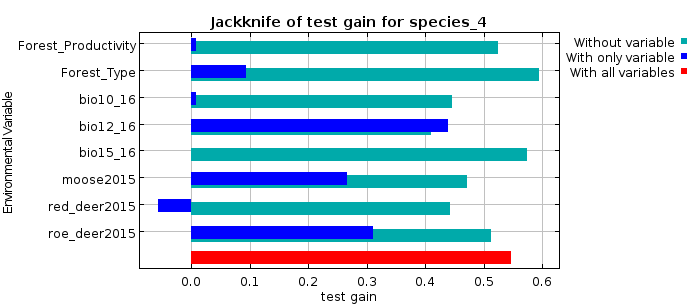 Jackknife of test gain for species_4
Forest_Productivity
Forest_Type
bio10_16
bio12_16
bio15_16
moose2015
red_deer2015
roe_deer2015
Environmental Variable
0.0 0.1 0.2 0.3 0.4 0.5 0.6
test gain
Without variable
With only variable
With all variables